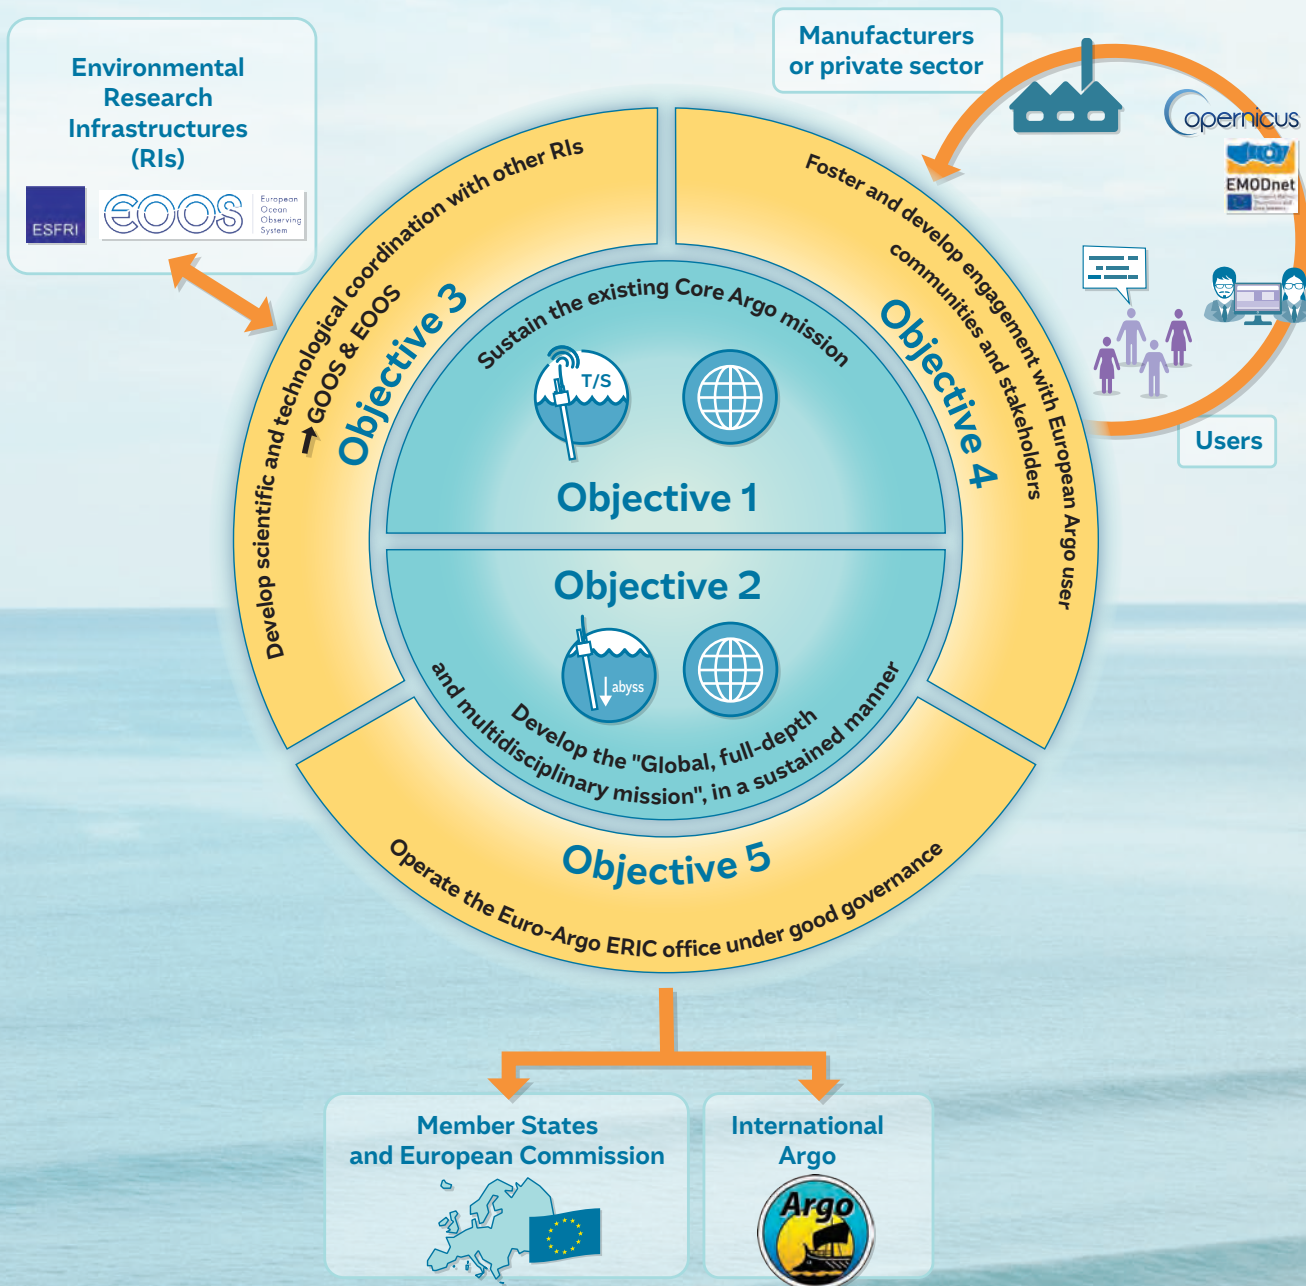 Environmental
Research
Infrastructures
(RIs)
ESFRI
EOOS
European
Ocean
Observing
System
Manufacturers
or private sector
opernicus
EMODnet
Users
Develop scientific and technological coordination with other RIs
GOOS & EOOS
Objective 3
Foster and develop engagement with European Argo user
communities and stakeholders
Objective 4
Sustain the existing Core Argo mission
T/S
Objective 1
Objective 2
abyss
Develop the "Global, full-depth
and multidisciplinary mission", in a sustained manner
Objective 5
Operate the Euro-Argo ERIC office under good governance
Member States
and European Commission
International
Argo
Argo